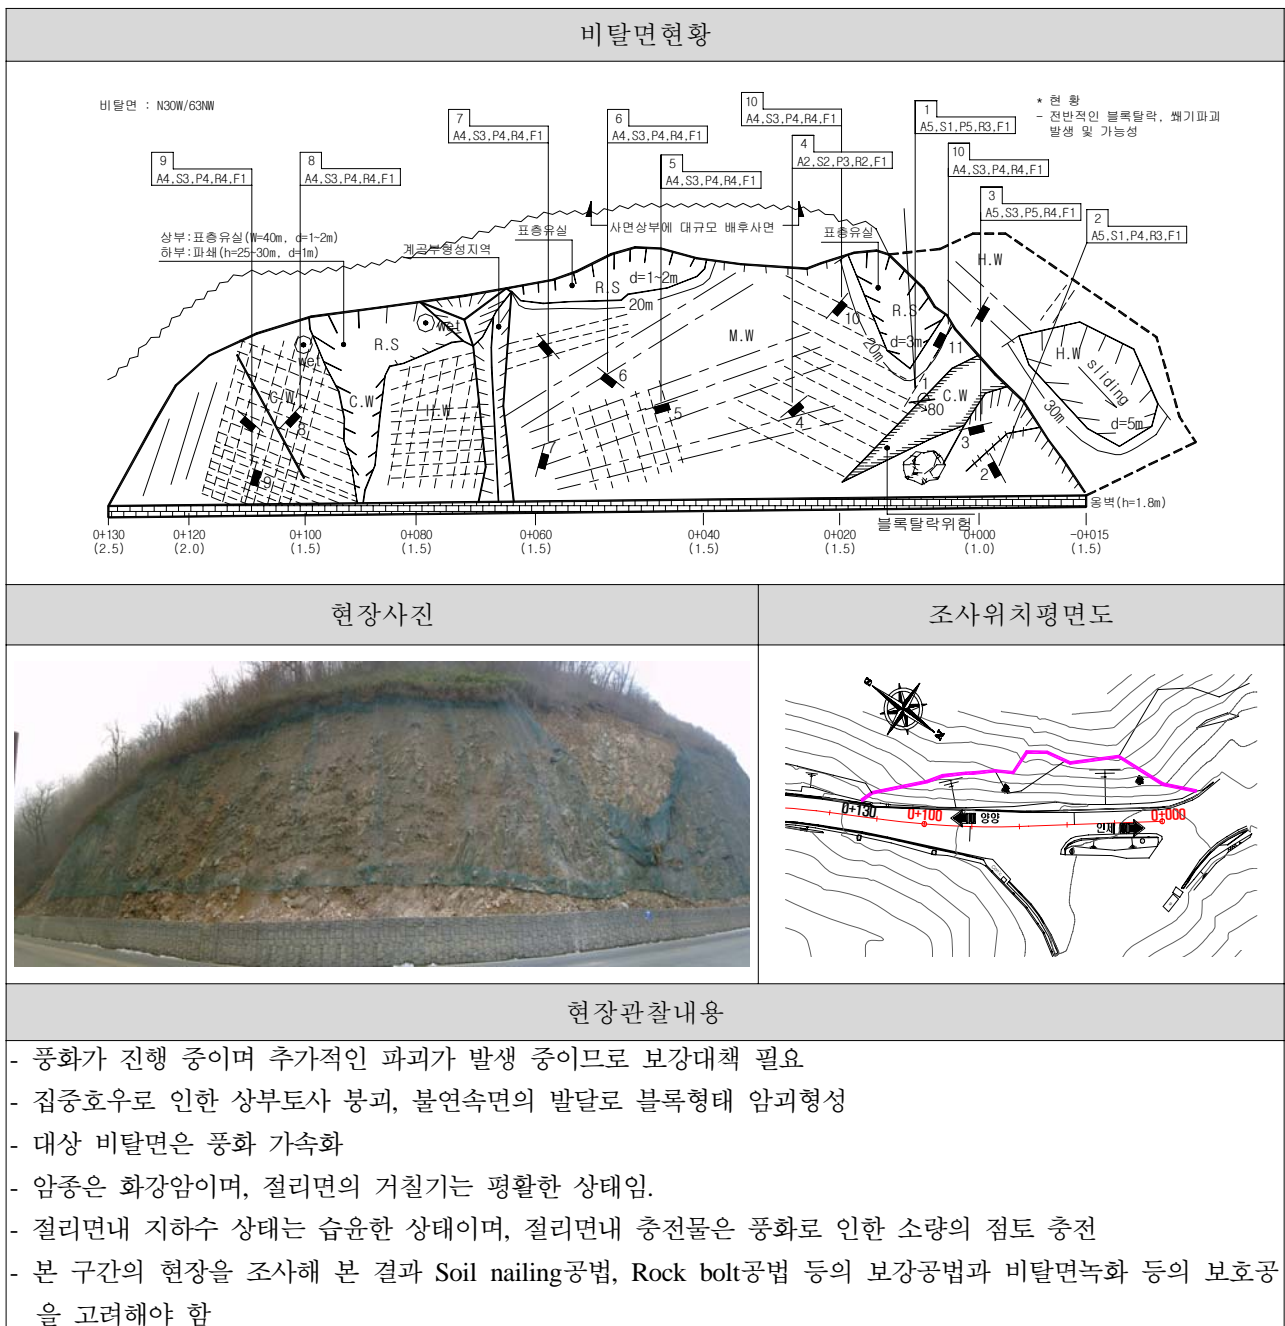 비탈면현황
비탈면 : N30W/63NW
* 현 황
- 전반적인 블록탈락, 쐐기파괴
발생 및 가능성
9
A4,S3,P4,R4,F1
8
A4,S3,P4,R4,F1
7
A4,S3,P4,R4,F1
6
A4,S3,P4,R4,F1
5
A4,S3,P4,R4,F1
10
A4,S3,P4,R4,F1
4
A2,S2,P3,R2,F1
1
A5,S1,P5,R3,F1
10
A4,S3,P4,R4,F1
3
A5,S3,P5,R4,F1
2
A5,S1,P4,R3,F1
상부:표층유실(W=40m, d=1~2m)
하부:파쇄(h=25~30m, d=1m)
계곡부형성지역
표층유실
사면상부에 대규모 배후사면
표층유실
H.W
R.S
d=1~2m
20m
R.S
wet
wet
C.W
C.W
H.W
M.W
10
20m
R.S
d=3m
11
1
80
C.W
H.W
sliding
d=5m
30m
9
8
7
6
5
4
3
2
블록탈락위험
옹벽(h=1.8m)
0+130 0+120 0+100 0+080 0+060 0+040 0+020 0+000 -0+015
(2.5) (2.0) (1.5) (1.5) (1.5) (1.5) (1.5) (1.0) (1.5)
현장사진 조사위치평면도
0+130 0+100 양양 인제 0+000
현장관찰내용
- 풍화가 진행 중이며 추가적인 파괴가 발생 중이므로 보강대책 필요
- 집중호우로 인한 상부토사 붕괴, 불연속면의 발달로 블록형태 암괴형성
- 대상 비탈면은 풍화 가속화
- 암종은 화강암이며, 절리면의 거칠기는 평활한 상태임.
- 절리면내 지하수 상태는 습윤한 상태이며, 절리면내 충전물은 풍화로 인한 소량의 점토 충전
- 본 구간의 현장을 조사해 본 결과 Soil nailing공법, Rock bolt공법 등의 보강공법과 비탈면녹화 등의 보호공
을 고려해야 함